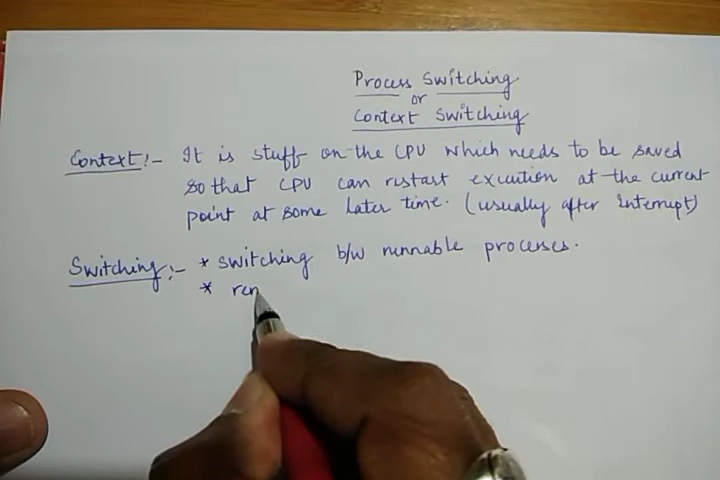 Process Switching
or
Context Switching
Context:- It is stuff on the CPU which needs to be saved
so that CPU can restart execution at the current
point at some later time. (usually after interrupt)
Switching:- * Switching b/w runnable processes.
* ren